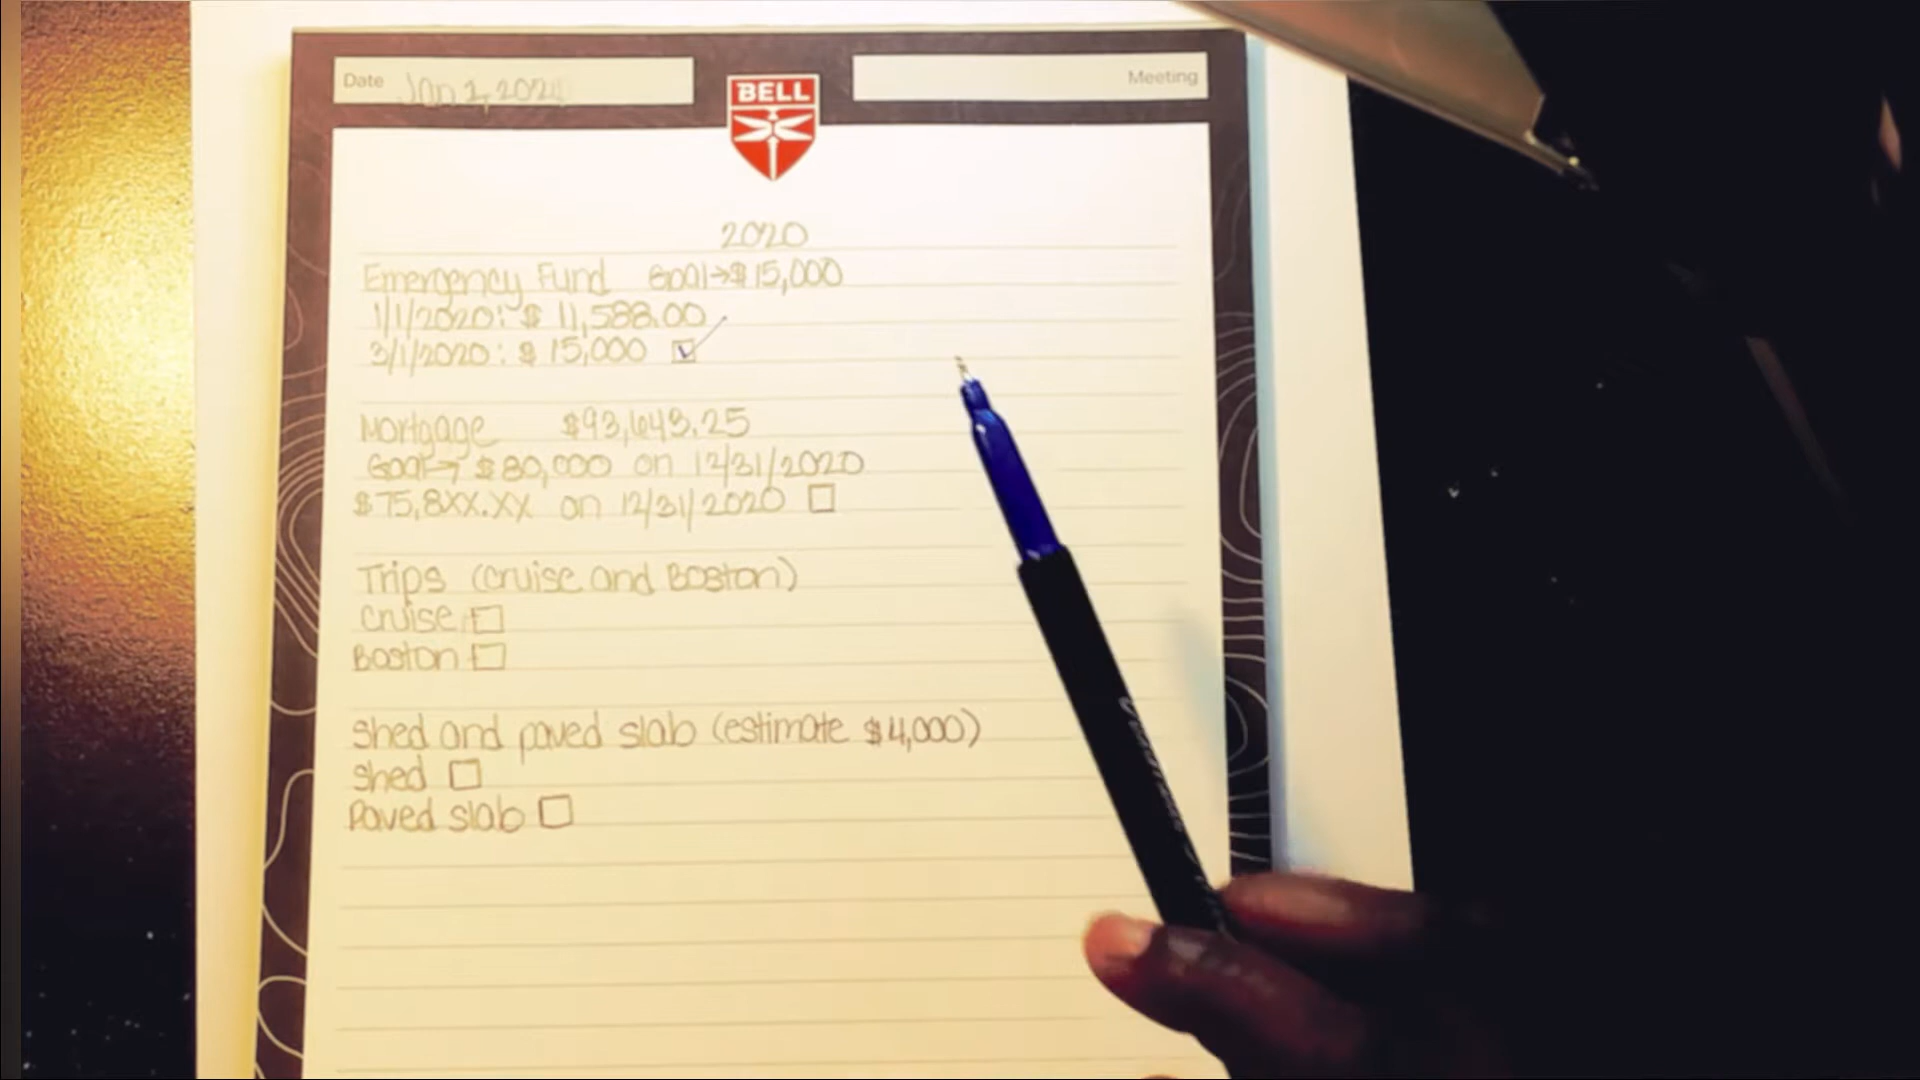 Date Jan 1, 2021
BELL
Meeting
2020
Emergency Fund Goal→$15,000
1/1/2020: $ 11,588.00
3/1/2020: $ 15,000
Mortgage $93,643.25
Goal→ $80,000 on 12/31/2020
$75,8XX.XX on 12/31/2020
Trips (cruise and Boston)
cruise
Boston
shed and paved slab (estimate $4,000)
shed
Paved slab